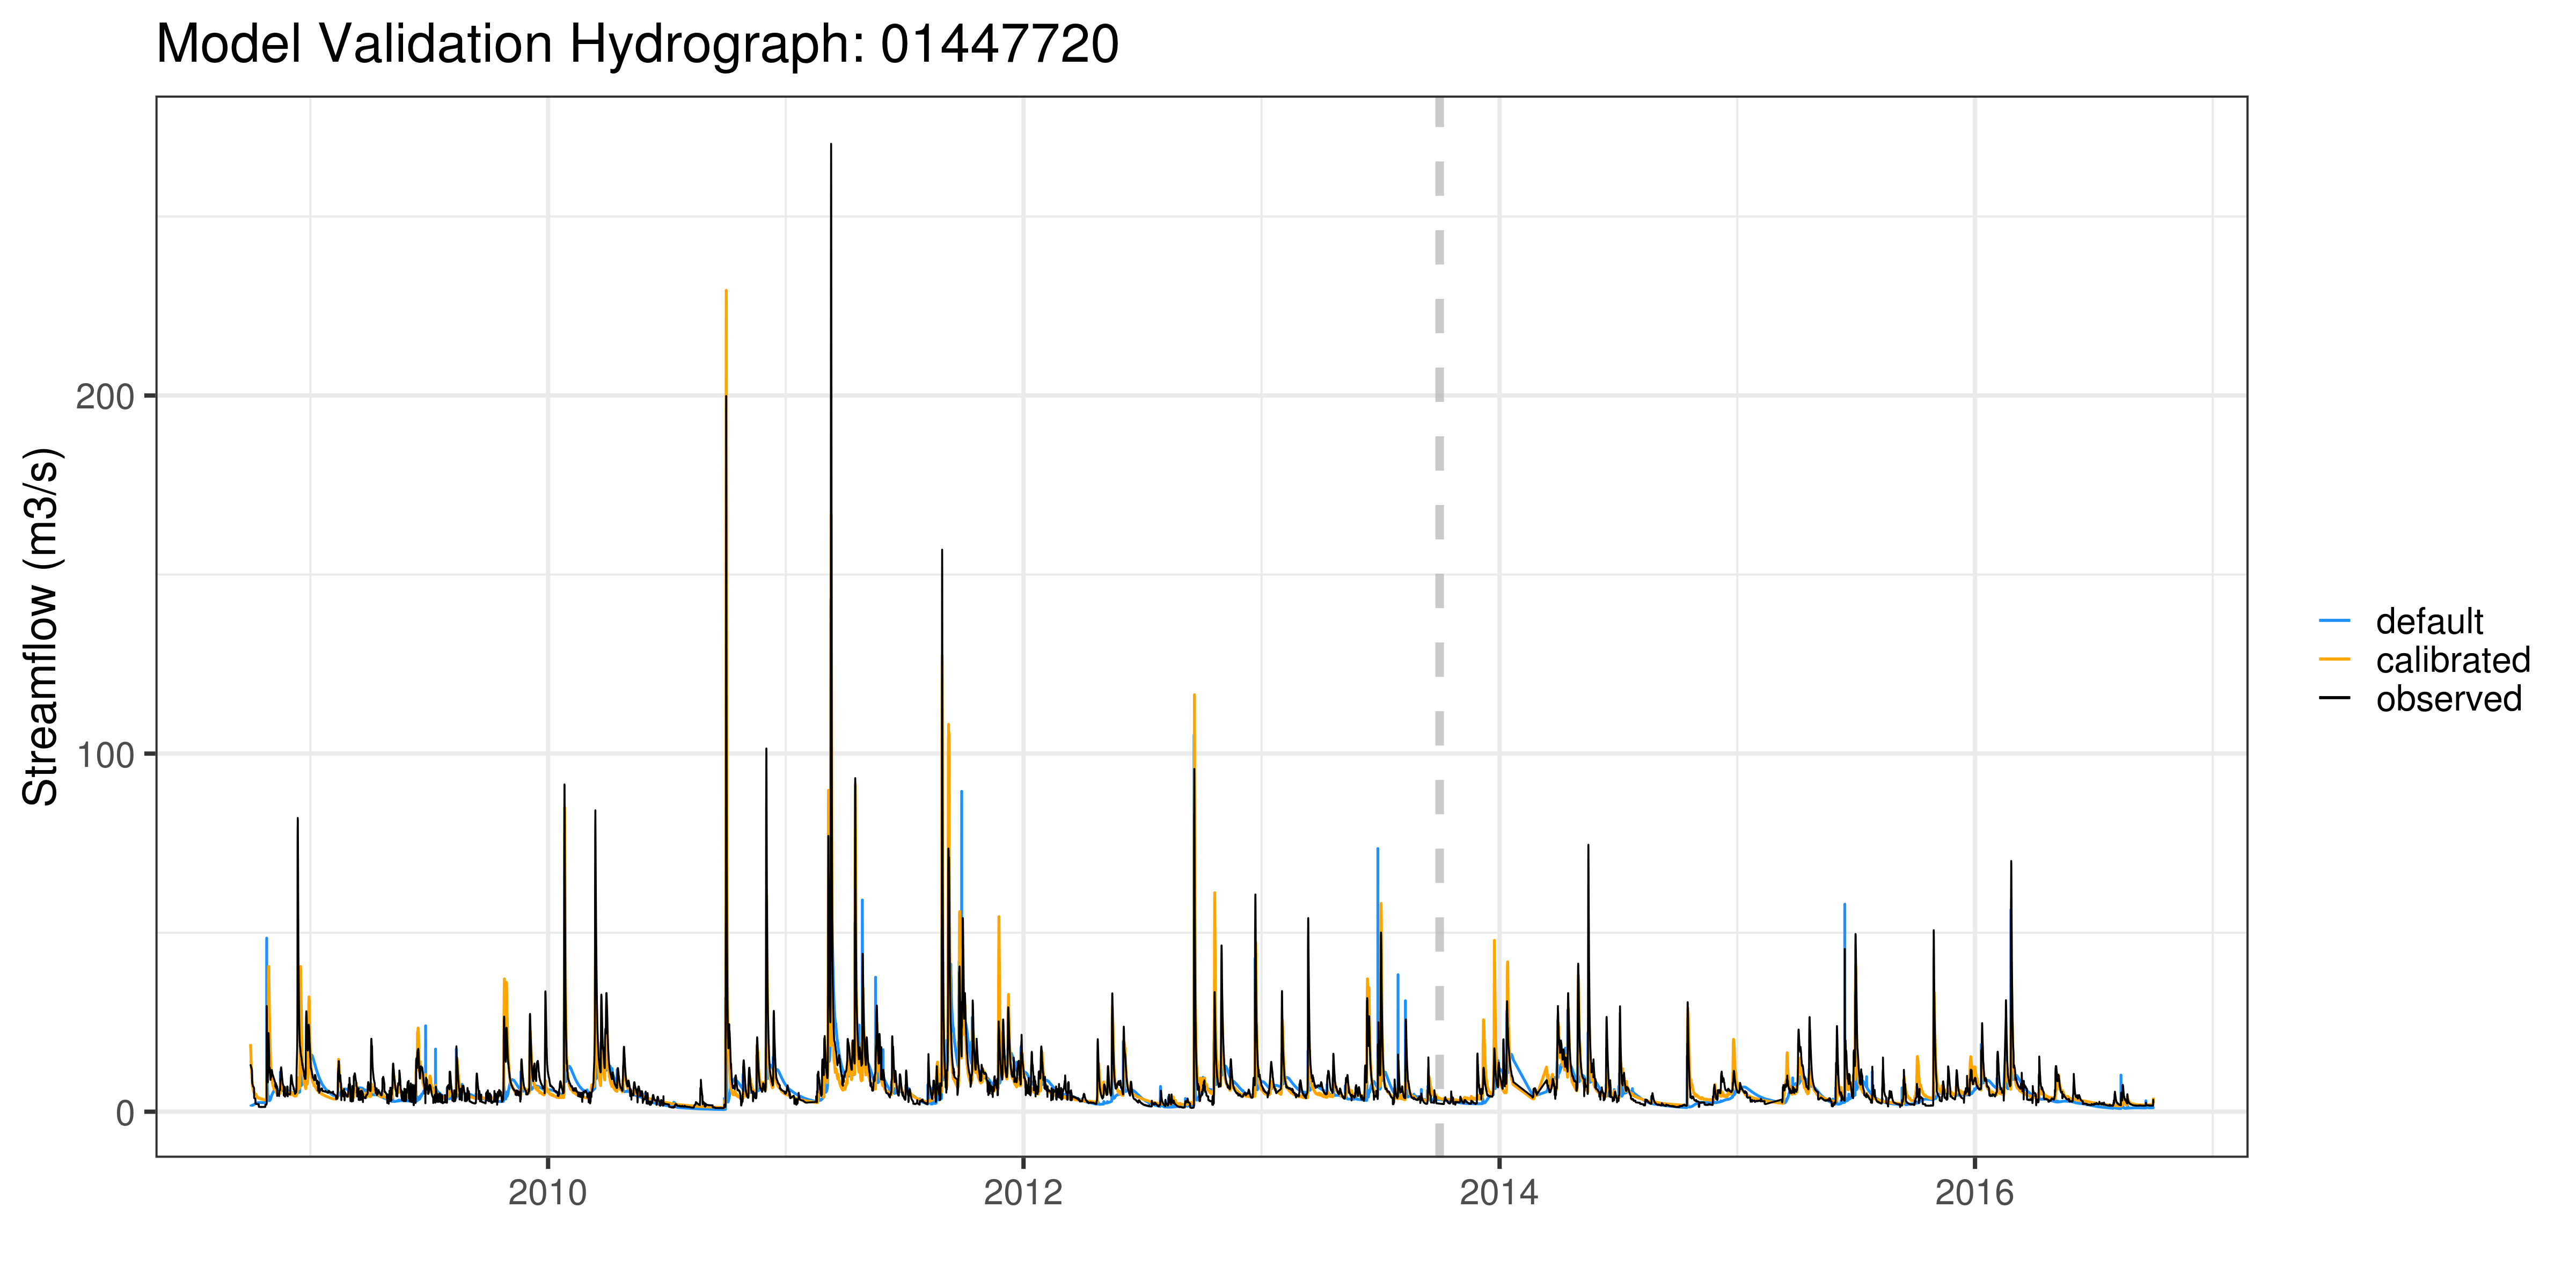 Model Validation Hydrograph: 01447720
Streamflow (m3/s)
200
100
0
2010
2012
2014
2016
default
calibrated
observed